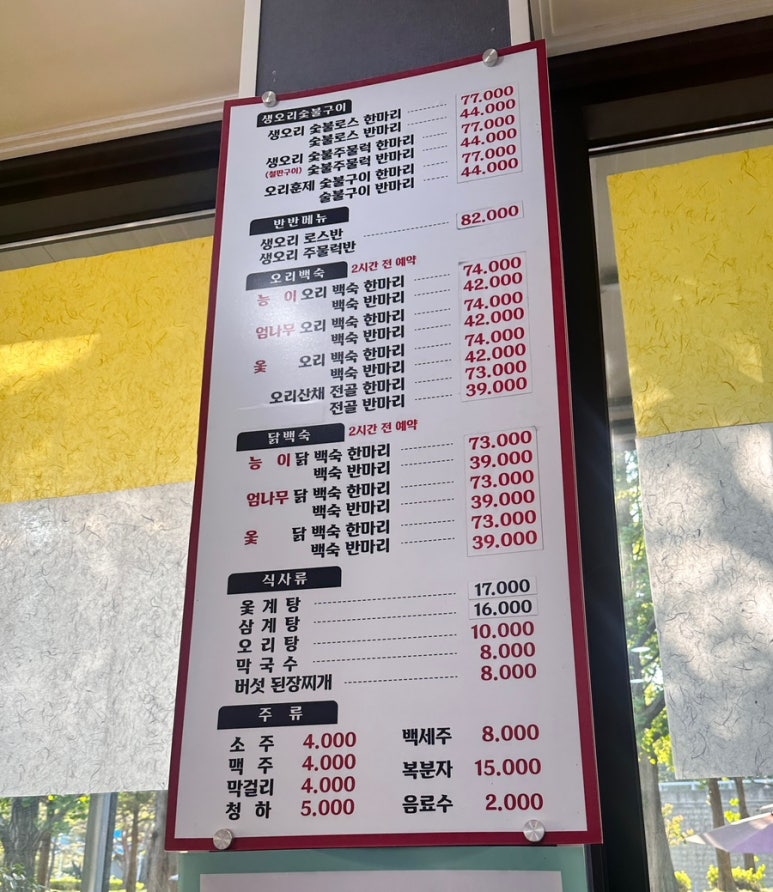 생오리숯불구이
생오리 숯불로스 한마리 77.000
숯불로스 반마리 44.000
생오리 숯불주물럭 한마리 77.000
(철판구이) 숯불주물럭 반마리 44.000
오리훈제 숯불구이 한마리 77.000
술불구이 반마리 44.000
반반메뉴
생오리 로스반 82.000
생오리 주물럭반
오리백숙 2시간 전 예약
능 이 오리 백숙 한마리 74.000
백숙 반마리 42.000
엄나무 오리 백숙 한마리 74.000
백숙 반마리 42.000
옻 오리 백숙 한마리 74.000
백숙 반마리 42.000
오리산채 전골 한마리 73.000
전골 반마리 39.000
닭백숙 2시간 전 예약
능 이 닭 백숙 한마리 73.000
백숙 반마리 39.000
엄나무 닭 백숙 한마리 73.000
백숙 반마리 39.000
옻 닭 백숙 한마리 73.000
백숙 반마리 39.000
식사류
옻 계 탕 17.000
삼 계 탕 16.000
오 리 탕 10.000
막 국 수 8.000
버섯 된장찌개 8.000
주 류
소 주 4.000 백세주 8.000
맥 주 4.000
막걸리 4.000 복분자 15.000
청 하 5.000 음료수 2.000